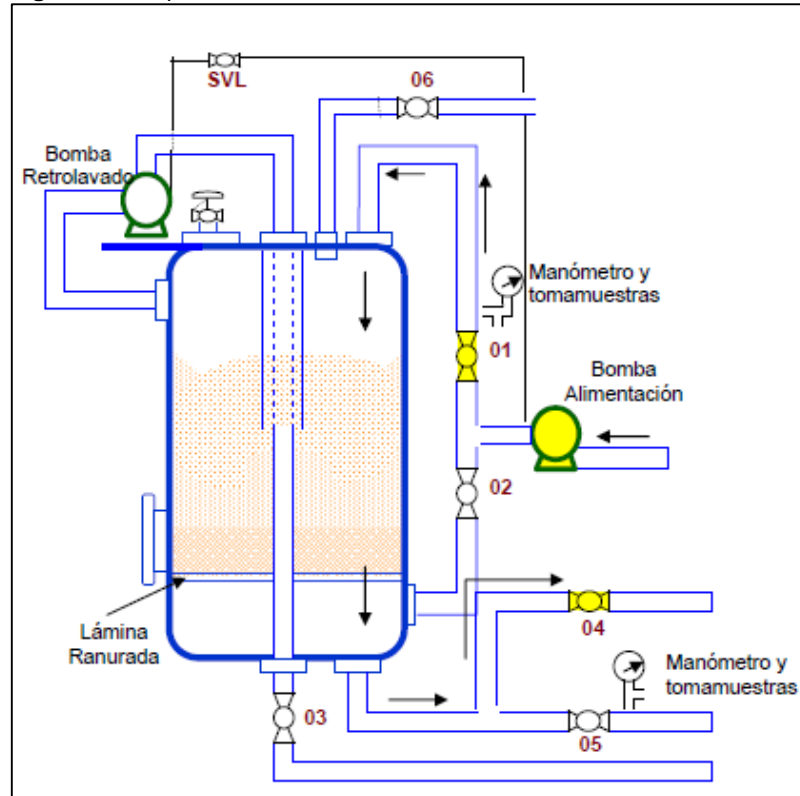 SVL
06
Bomba
Retrolavado
Manómetro y
tomamuestras
01
Bomba
Alimentación
02
Lámina
Ranurada
04
Manómetro y
tomamuestras
03
05